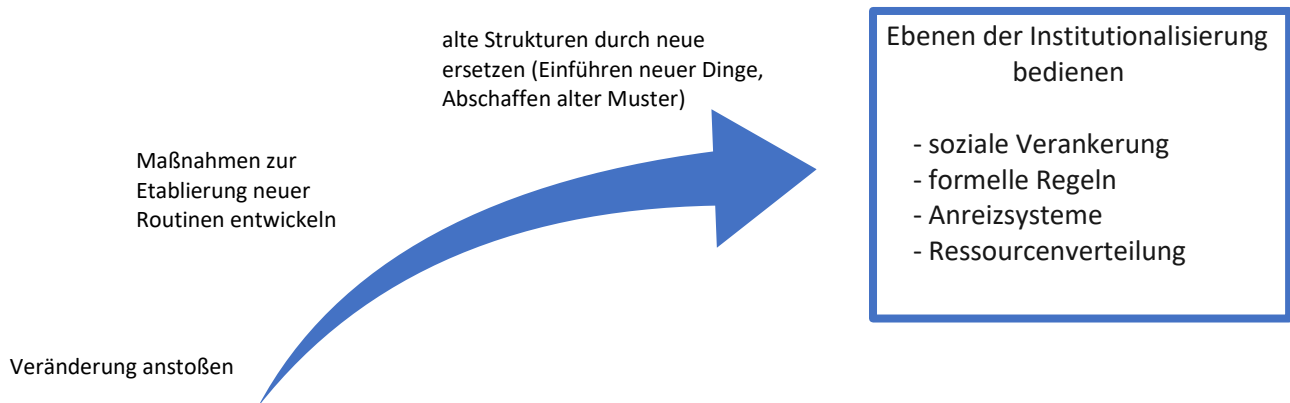 alte Strukturen durch neue
ersetzen (Einführen neuer Dinge,
Abschaffen alter Muster)
Maßnahmen zur
Etablierung neuer
Routinen entwickeln
Veränderung anstoßen
Ebenen der Institutionalisierung
bedienen
- soziale Verankerung
- formelle Regeln
- Anreizsysteme
- Ressourcenverteilung